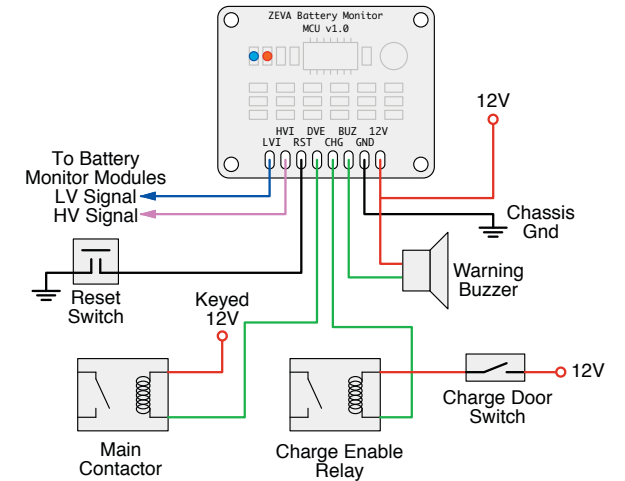 ZEVA Battery Monitor
MCU v1.0
HVI DVE BUZ 12V
LVI RST CHG GND
12V
To Battery
Monitor Modules
LV Signal
HV Signal
Chassis
Gnd
Reset
Switch
Keyed
12V
Warning
Buzzer
12V
Charge Door
Switch
Main
Contactor
Charge Enable
Relay